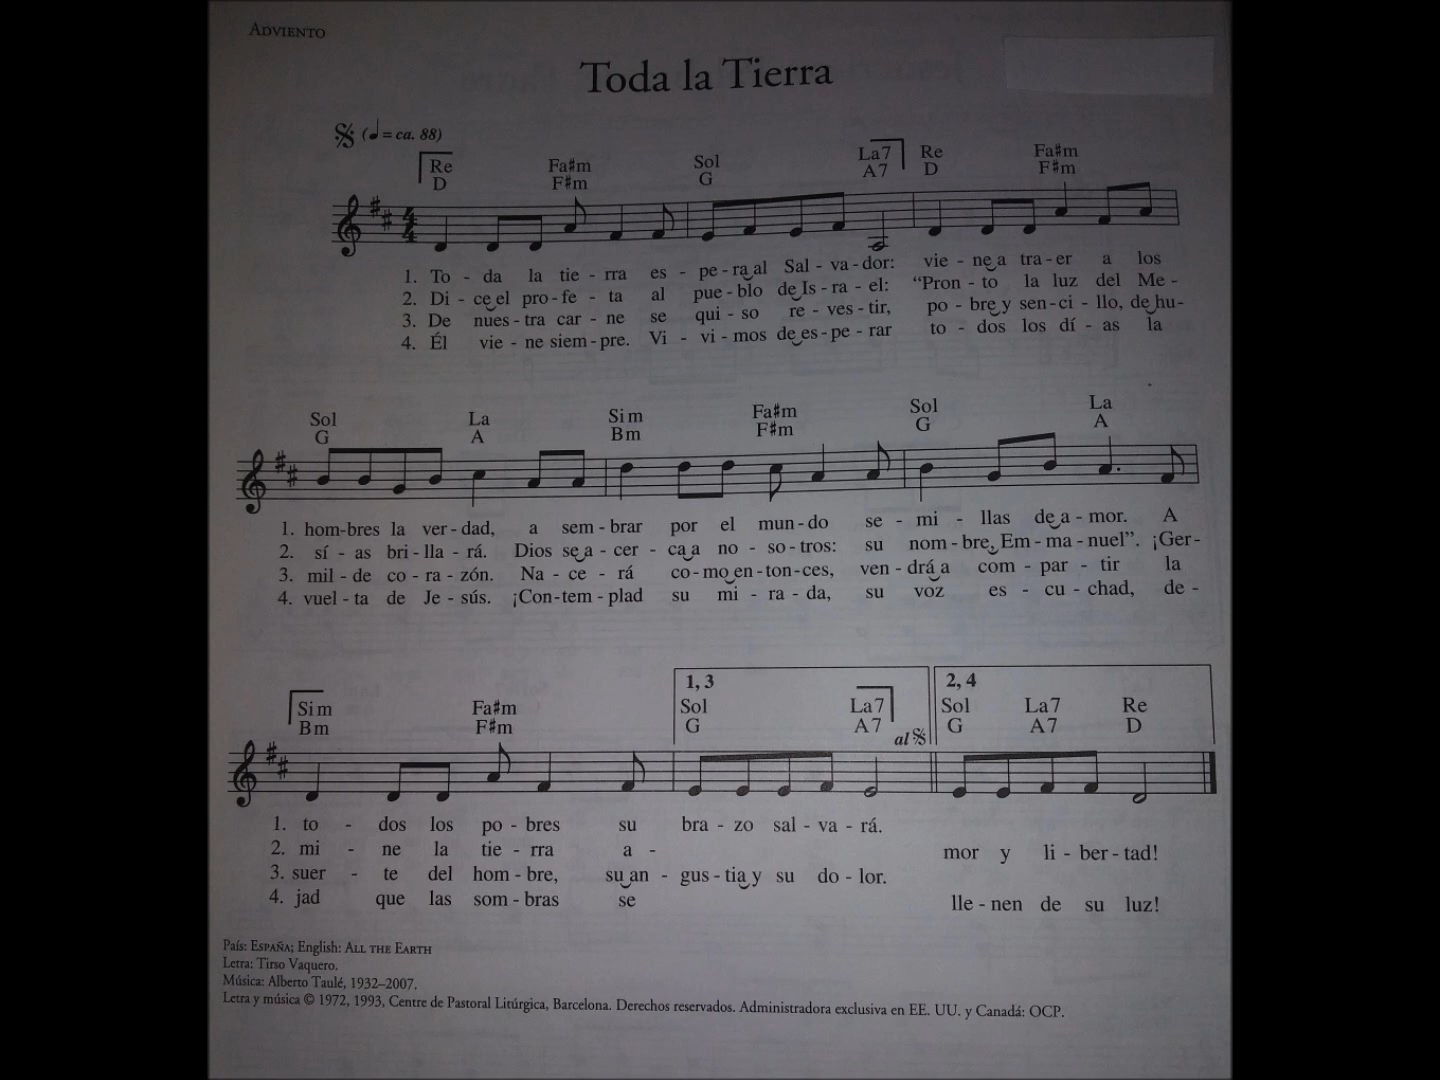 ADVIENTO
Toda la Tierra
(♩ = ca. 88)
Re Fa#m Sol La7 Re Fa#m
D F#m G A7 D F#m
4/4
1. To - da la tie - rra es - pe - ra al Sal - va - dor: vie - ne a tra - er a los
2. Di - ce el pro - fe - ta al pue - blo de Is - ra - el: “Pron - to la luz del Me -
3. De nues - tra car - ne se qui - so re - ves - tir, po - bre y sen - ci - llo, de hu -
4. Él vie - ne siem - pre. Vi - vi - mos de es - pe - rar to - dos los dí - as la
Sol La Sim Fa#m Sol La
G A Bm F#m G A
1. hom - bres la ver - dad, a sem - brar por el mun - do se - mi - llas de a - mor. A
2. sí - as bri - lla - rá. Dios se a - cer - ca a no - so - tros: su nom - bre, Em - ma - nuel”. ¡Ger -
3. mil - de co - ra - zón. Na - ce - rá co - mo en - ton - ces, ven - drá a com - par - tir la
4. vuel - ta de Je - sús. ¡Con - tem - plad su mi - ra - da, su voz es - cu - chad, de -
1, 3 2, 4
Sim Fa#m Sol La7 Sol La7 Re
Bm F#m G A7 G A7 D
al 𝄋
1. to - dos los po - bres su bra - zo sal - va - rá.
2. mi - ne la tie - rra a - mor y li - ber - tad!
3. suer - te del hom - bre, su an - gus - tia y su do - lor.
4. jad que las som - bras se lle - nen de su luz!
País: ESPAÑA; English: ALL THE EARTH
Letra: Tirso Vaquero.
Música: Alberto Taulé, 1932–2007.
Letra y música © 1972, 1993, Centre de Pastoral Litúrgica, Barcelona. Derechos reservados. Administradora exclusiva en EE. UU. y Canadá: OCP.